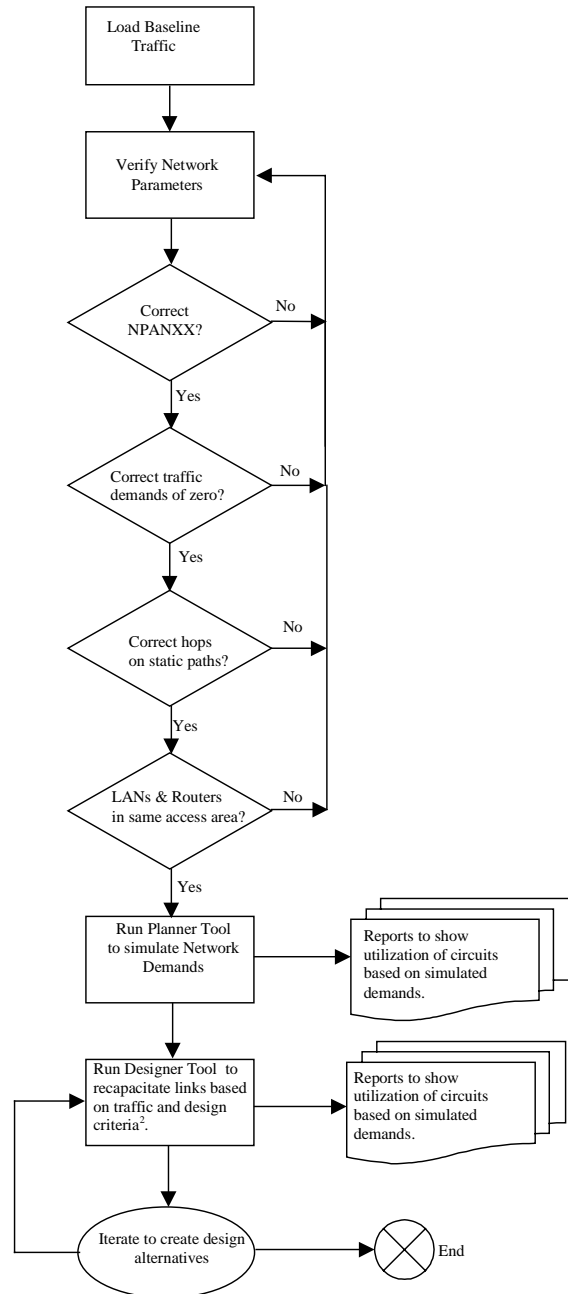 Load Baseline
Traffic
Verify Network
Parameters
Correct
NPANXX?
No
Yes
Correct traffic
demands of zero?
No
Yes
Correct hops
on static paths?
No
Yes
LANs & Routers
in same access area?
No
Yes
Run Planner Tool
to simulate Network
Demands
Reports to show
utilization of circuits
based on simulated
demands.
Run Designer Tool to
recapacitate links based
on traffic and design
criteria².
Reports to show
utilization of circuits
based on simulated
demands.
Iterate to create design
alternatives
End